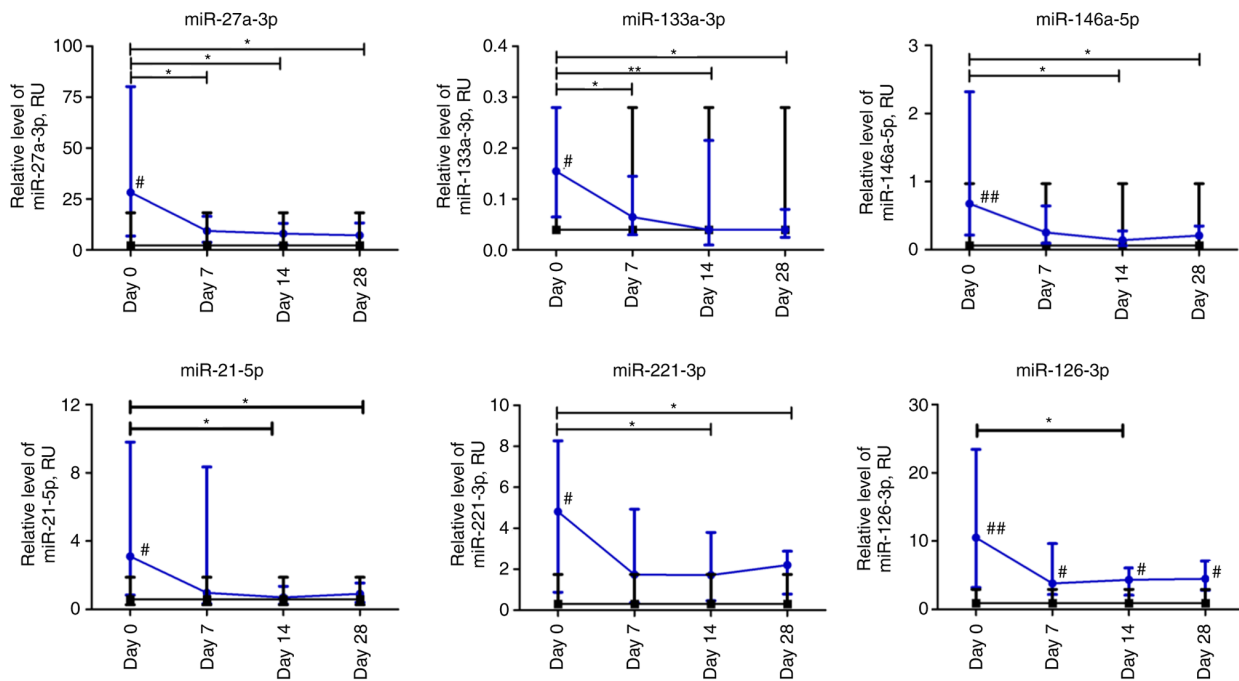 miR-27a-3p
Relative level of
miR-27a-3p, RU
100
75
50
25
0
*
*
*
#
Day 0
Day 7
Day 14
Day 28
miR-133a-3p
Relative level of
miR-133a-3p, RU
0.4
0.3
0.2
0.1
0.0
*
**
*
#
Day 0
Day 7
Day 14
Day 28
miR-146a-5p
Relative level of
miR-146a-5p, RU
3
2
1
0
*
*
##
Day 0
Day 7
Day 14
Day 28
miR-21-5p
Relative level of
miR-21-5p, RU
12
8
4
0
*
*
#
Day 0
Day 7
Day 14
Day 28
miR-221-3p
Relative level of
miR-221-3p, RU
10
8
6
4
2
0
*
*
#
Day 0
Day 7
Day 14
Day 28
miR-126-3p
Relative level of
miR-126-3p, RU
30
20
10
0
*
##
#
#
#
Day 0
Day 7
Day 14
Day 28